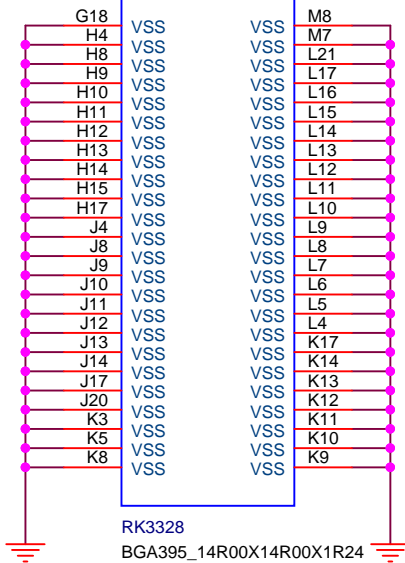 G18 VSS VSS M8
H4 VSS VSS M7
H8 VSS VSS L21
H9 VSS VSS L17
H10 VSS VSS L16
H11 VSS VSS L15
H12 VSS VSS L14
H13 VSS VSS L13
H14 VSS VSS L12
H15 VSS VSS L11
H17 VSS VSS L10
J4 VSS VSS L9
J8 VSS VSS L8
J9 VSS VSS L7
J10 VSS VSS L6
J11 VSS VSS L5
J12 VSS VSS L4
J13 VSS VSS K17
J14 VSS VSS K14
J17 VSS VSS K13
J20 VSS VSS K12
K3 VSS VSS K11
K5 VSS VSS K10
K8 VSS VSS K9
RK3328
BGA395_14R00X14R00X1R24